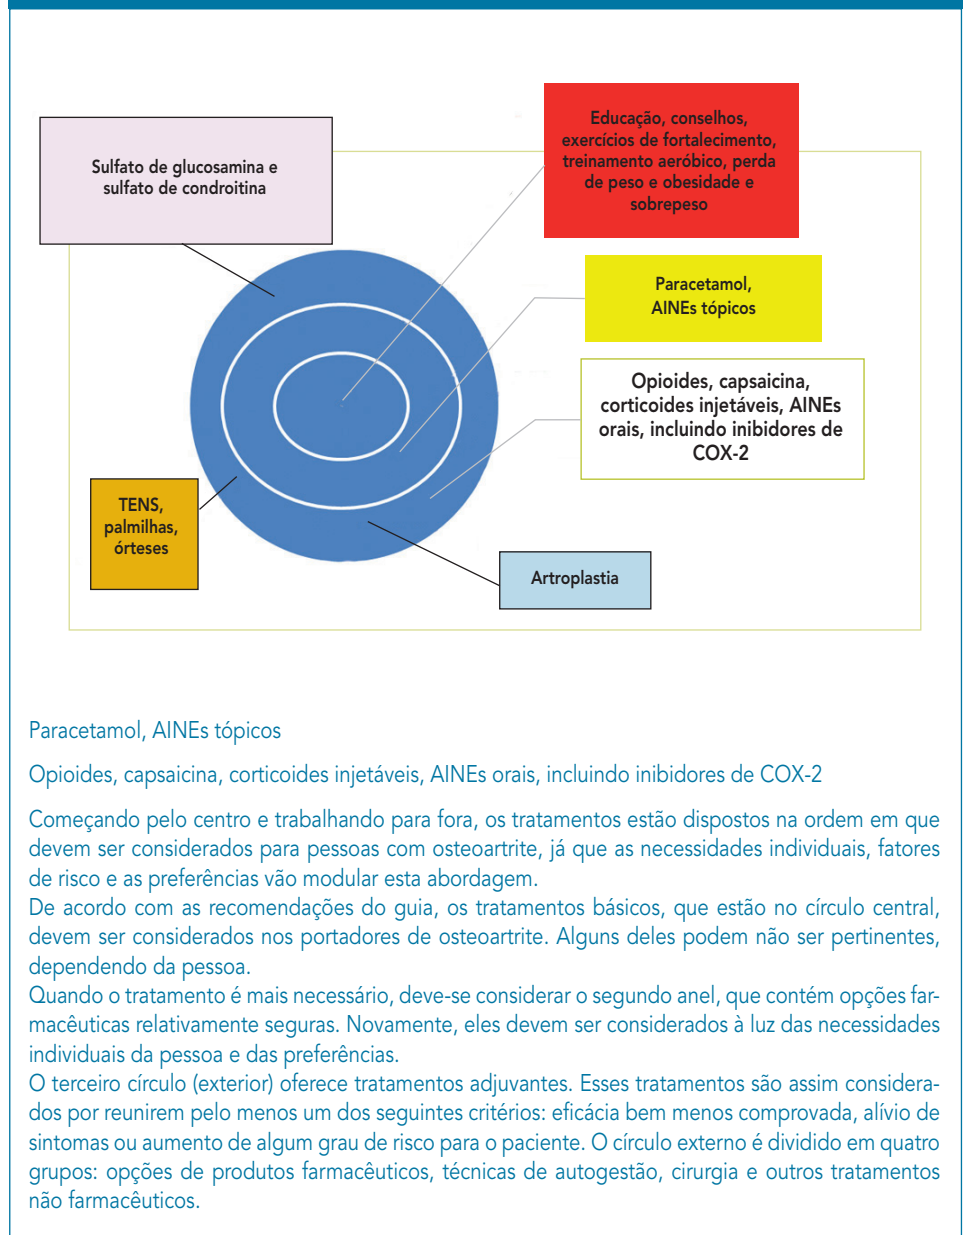 Educação, conselhos,
exercícios de fortalecimento,
treinamento aeróbico, perda
de peso e obesidade e
sobrepeso
Sulfato de glucosamina e
sulfato de condroitina
Paracetamol,
AINEs tópicos
Opioides, capsaicina,
corticoides injetáveis, AINEs
orais, incluindo inibidores de
COX-2
TENS,
palmilhas,
órteses
Artroplastia
Paracetamol, AINEs tópicos
Opioides, capsaicina, corticoides injetáveis, AINEs orais, incluindo inibidores de COX-2
Começando pelo centro e trabalhando para fora, os tratamentos estão dispostos na ordem em que
devem ser considerados para pessoas com osteoartrite, já que as necessidades individuais, fatores
de risco e as preferências vão modular esta abordagem.
De acordo com as recomendações do guia, os tratamentos básicos, que estão no círculo central,
devem ser considerados nos portadores de osteoartrite. Alguns deles podem não ser pertinentes,
dependendo da pessoa.
Quando o tratamento é mais necessário, deve-se considerar o segundo anel, que contém opções far-
macêuticas relativamente seguras. Novamente, eles devem ser considerados à luz das necessidades
individuais da pessoa e das preferências.
O terceiro círculo (exterior) oferece tratamentos adjuvantes. Esses tratamentos são assim considera-
dos por reunirem pelo menos um dos seguintes critérios: eficácia bem menos comprovada, alívio de
sintomas ou aumento de algum grau de risco para o paciente. O círculo externo é dividido em quatro
grupos: opções de produtos farmacêuticos, técnicas de autogestão, cirurgia e outros tratamentos
não farmacêuticos.